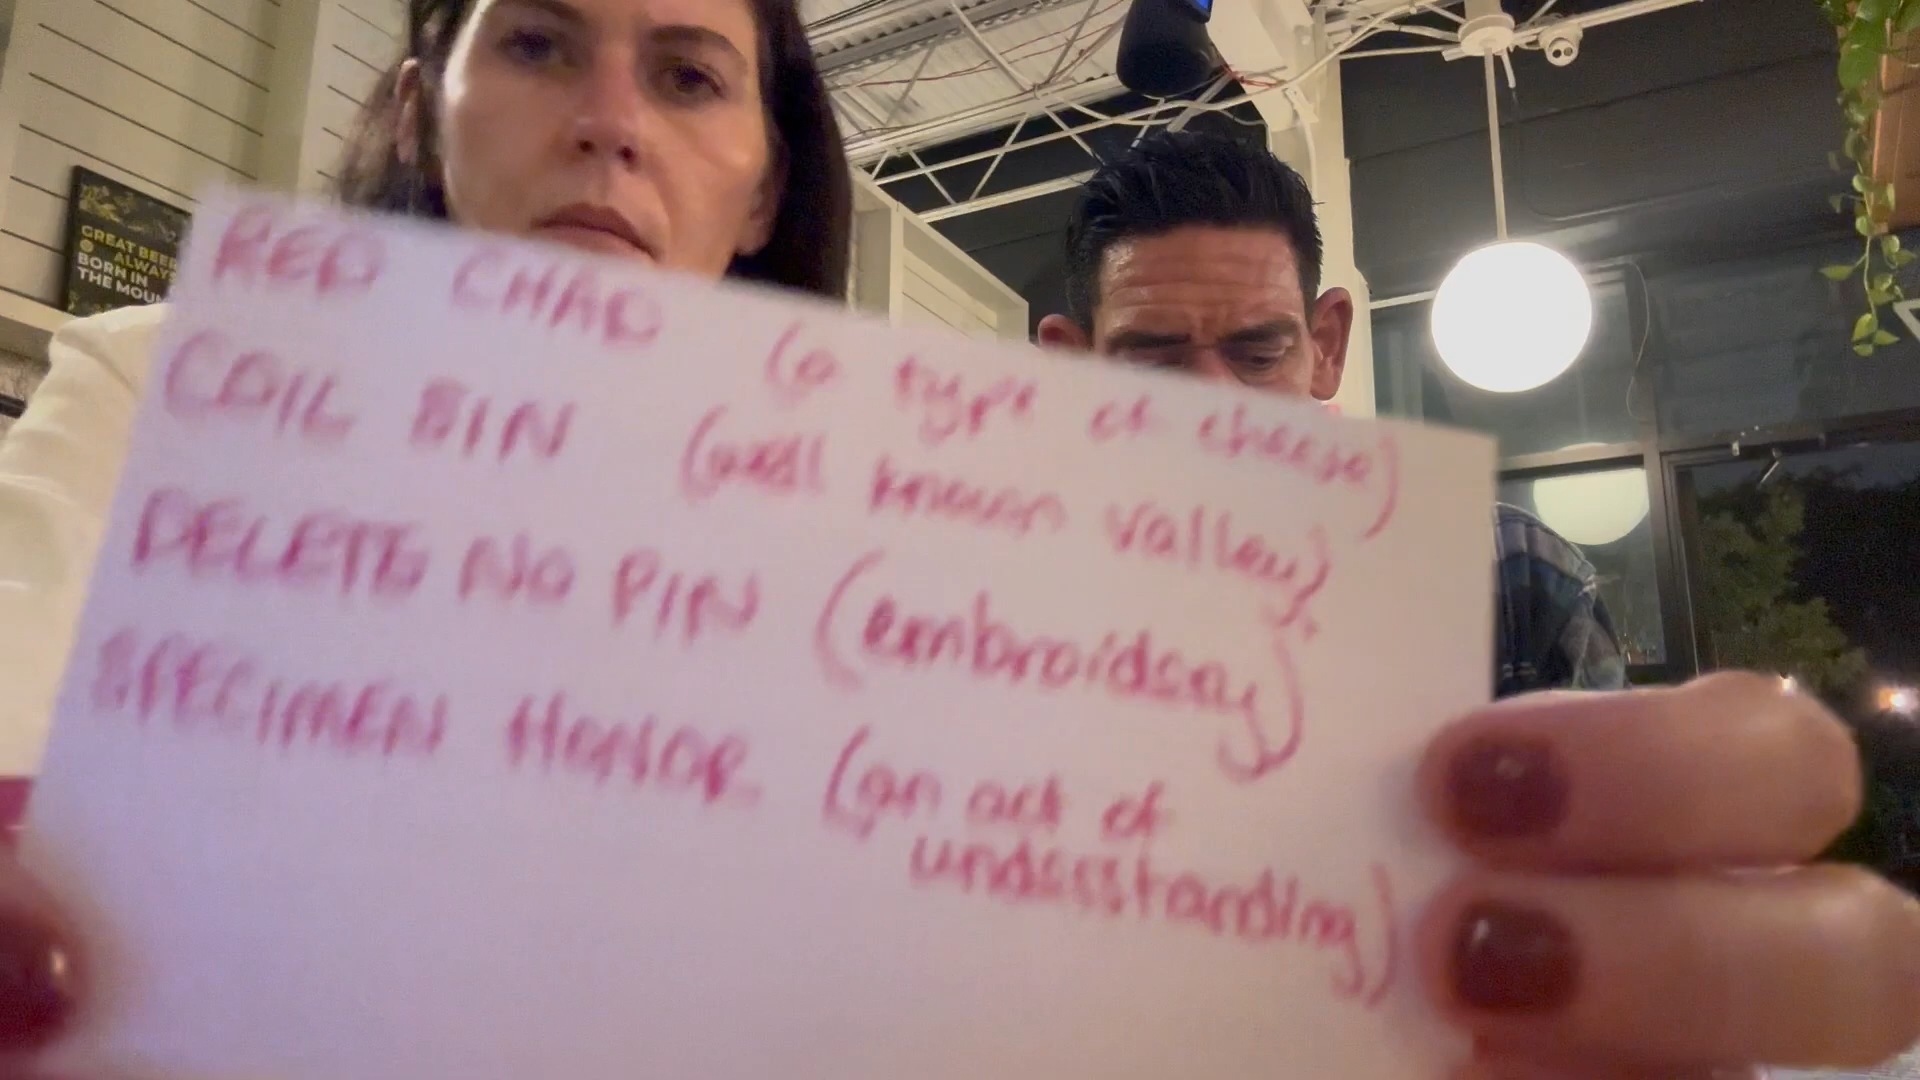 GREAT BEER
ALWAYS
BORN IN
THE MOU
RED CHAD (a type of cheese)
COIL BIN (well known valley)
DELETE NO PIN (embroidery)
SPECIMEN HONOR (an act of
understanding)